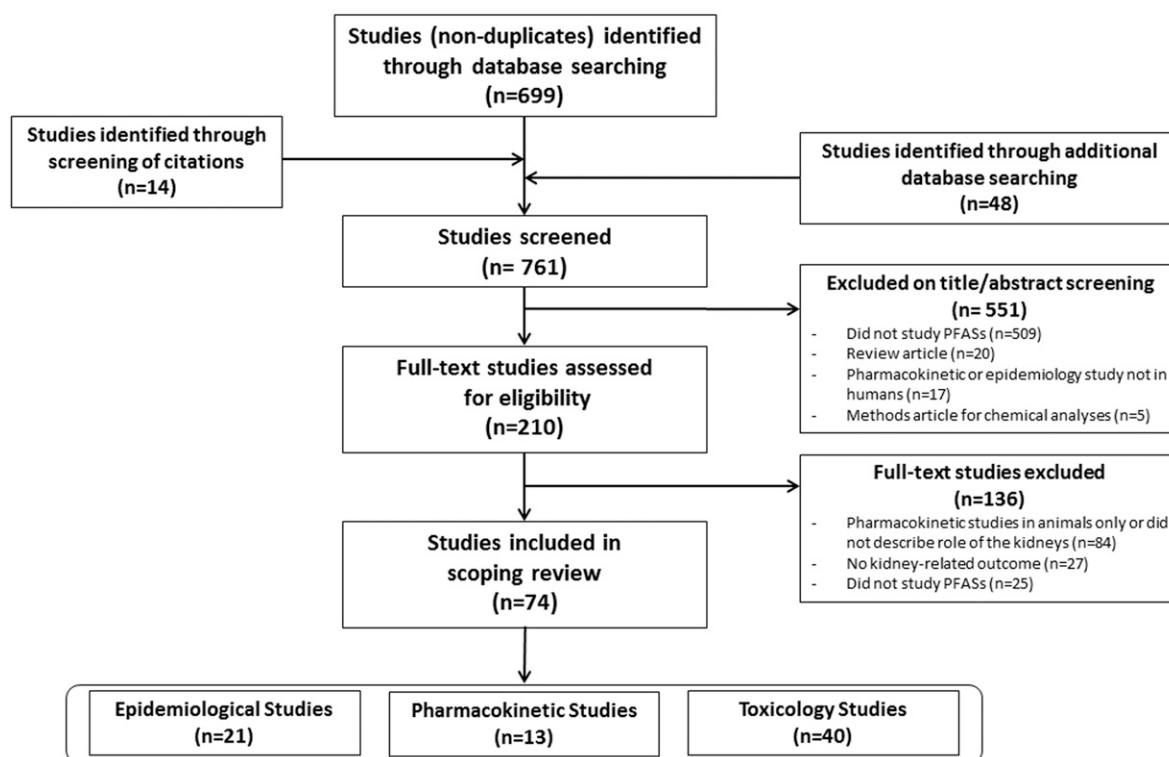 Studies (non-duplicates) identified
through database searching
(n=699)
Studies identified through
screening of citations
(n=14)
Studies identified through additional
database searching
(n=48)
Studies screened
(n= 761)
Excluded on title/abstract screening
(n= 551)
- Did not study PFASs (n=509)
- Review article (n=20)
- Pharmacokinetic or epidemiology study not in
humans (n=17)
- Methods article for chemical analyses (n=5)
Full-text studies assessed
for eligibility
(n=210)
Full-text studies excluded
(n=136)
- Pharmacokinetic studies in animals only or did
not describe role of the kidneys (n=84)
- No kidney-related outcome (n=27)
- Did not study PFASs (n=25)
Studies included in
scoping review
(n=74)
Epidemiological Studies
(n=21)
Pharmacokinetic Studies
(n=13)
Toxicology Studies
(n=40)